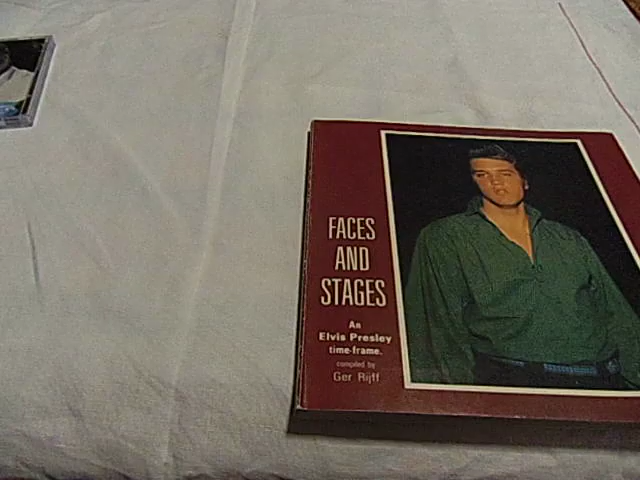 FACES
AND
STAGES
An
Elvis Presley
time-frame.
compiled by
Ger Rijff